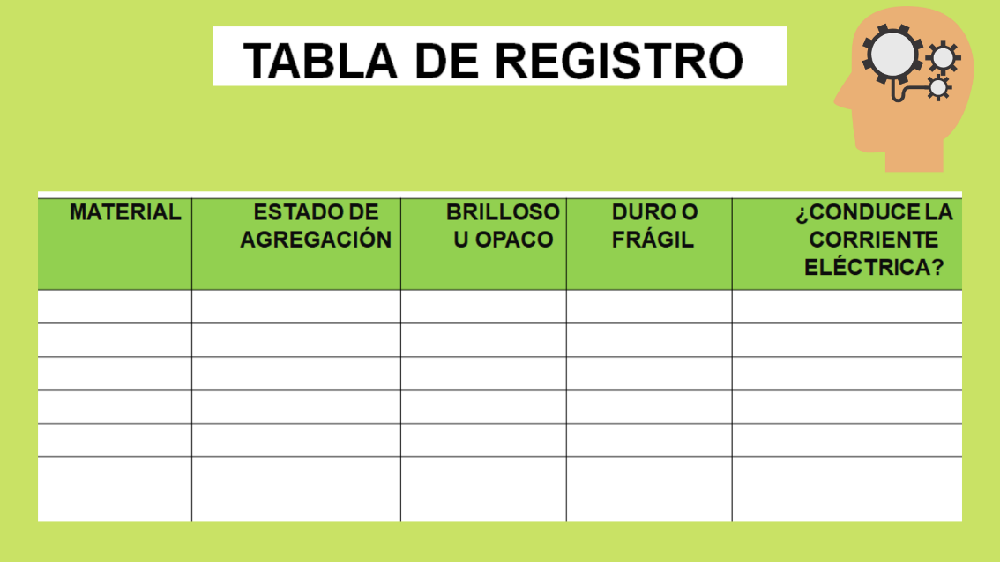 TABLA DE REGISTRO
MATERIAL
ESTADO DE
AGREGACIÓN
BRILLOSO
U OPACO
DURO O
FRÁGIL
¿CONDUCE LA
CORRIENTE
ELÉCTRICA?